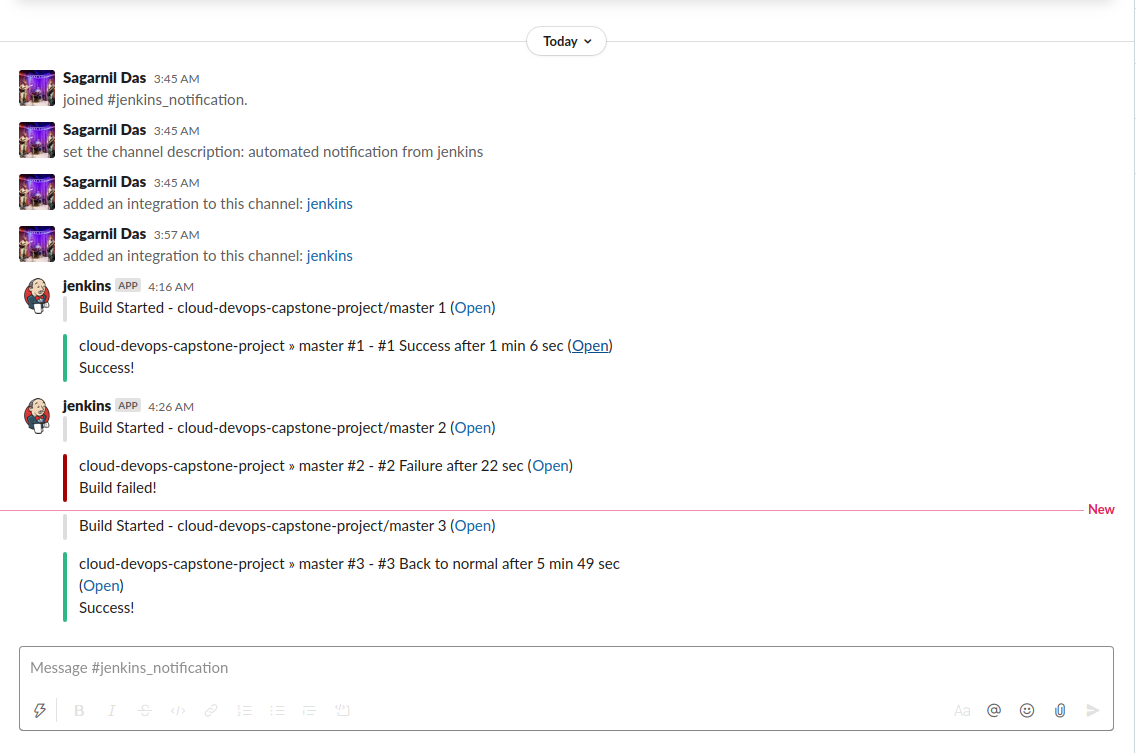 Today
Sagarnil Das 3:45 AM
joined #jenkins_notification.
Sagarnil Das 3:45 AM
set the channel description: automated notification from jenkins
Sagarnil Das 3:45 AM
added an integration to this channel: jenkins
Sagarnil Das 3:57 AM
added an integration to this channel: jenkins
jenkins APP 4:16 AM
Build Started - cloud-devops-capstone-project/master 1 (Open)
cloud-devops-capstone-project » master #1 - #1 Success after 1 min 6 sec (Open)
Success!
jenkins APP 4:26 AM
Build Started - cloud-devops-capstone-project/master 2 (Open)
cloud-devops-capstone-project » master #2 - #2 Failure after 22 sec (Open)
Build failed!
New
Build Started - cloud-devops-capstone-project/master 3 (Open)
cloud-devops-capstone-project » master #3 - #3 Back to normal after 5 min 49 sec
(Open)
Success!
Message #jenkins_notification
B I S </> Aa @